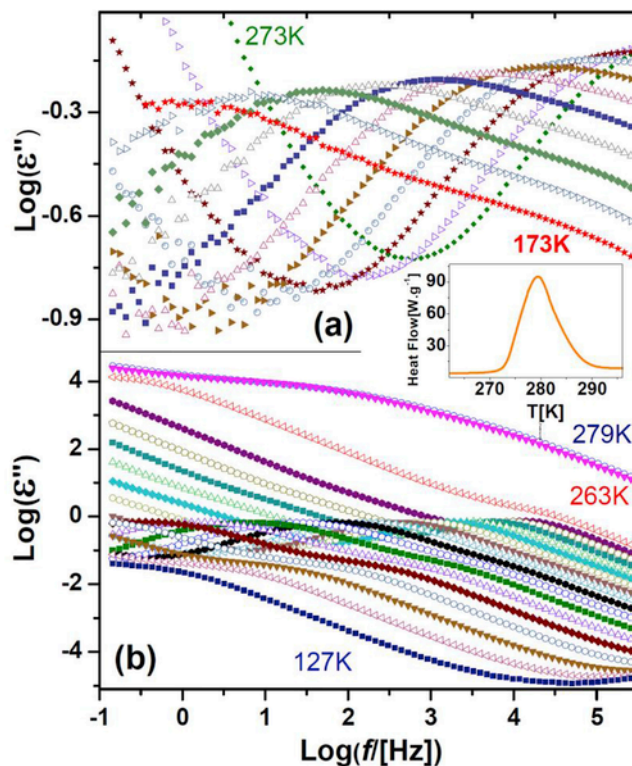 273K
-0.3
-0.6
-0.9
Log(ε'')
(a)
173K
Heat Flow[W.g⁻¹]
90
60
30
270 280 290
T[K]
4
2
0
-2
-4
Log(ε'')
279K
263K
127K
(b)
-1 0 1 2 3 4 5
Log(f/[Hz])